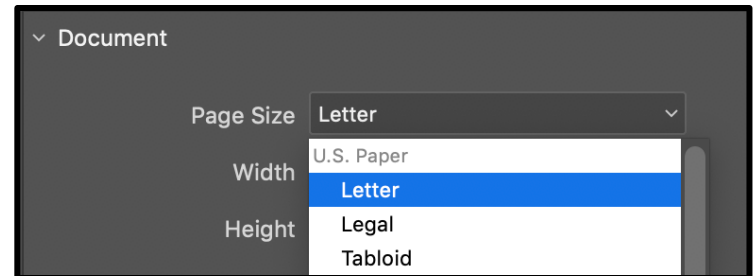 Document
Page Size Letter
U.S. Paper
Width
Letter
Legal
Height
Tabloid